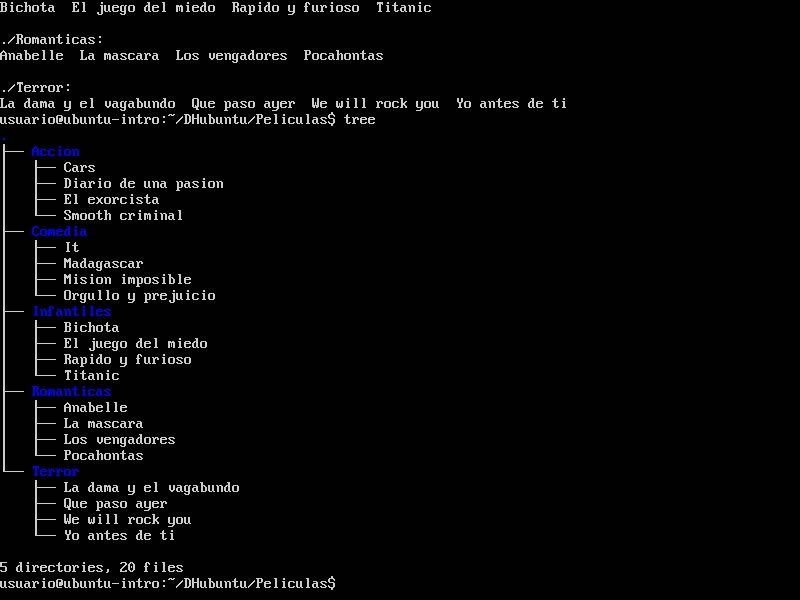 Bichota  El juego del miedo  Rapido y furioso  Titanic
./Romanticas:
Anabelle  La mascara  Los vengadores  Pocahontas
./Terror:
La dama y el vagabundo  Que paso ayer  We will rock you  Yo antes de ti
usuario@ubuntu-intro:~/DHubuntu/Peliculas$ tree
.
├── Accion
│   ├── Cars
│   ├── Diario de una pasion
│   ├── El exorcista
│   └── Smooth criminal
├── Comedia
│   ├── It
│   ├── Madagascar
│   ├── Mision imposible
│   └── Orgullo y prejuicio
├── Infantiles
│   ├── Bichota
│   ├── El juego del miedo
│   ├── Rapido y furioso
│   └── Titanic
├── Romanticas
│   ├── Anabelle
│   ├── La mascara
│   ├── Los vengadores
│   └── Pocahontas
└── Terror
    ├── La dama y el vagabundo
    ├── Que paso ayer
    ├── We will rock you
    └── Yo antes de ti
5 directories, 20 files
usuario@ubuntu-intro:~/DHubuntu/Peliculas$